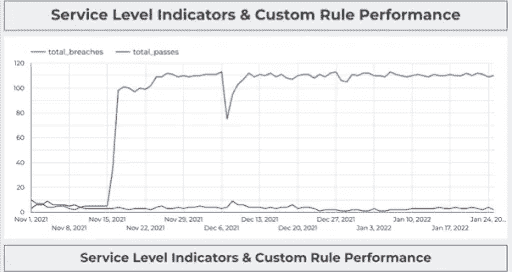 Service Level Indicators & Custom Rule Performance
total_breaches total_passes
120
100
80
60
40
20
0
Nov 1, 2021 Nov 15, 2021 Nov 29, 2021 Dec 13, 2021 Dec 27, 2021 Jan 10, 2022 Jan 24, 20...
Nov 8, 2021 Nov 22, 2021 Dec 6, 2021 Dec 20, 2021 Jan 3, 2022 Jan 17, 2022
Service Level Indicators & Custom Rule Performance